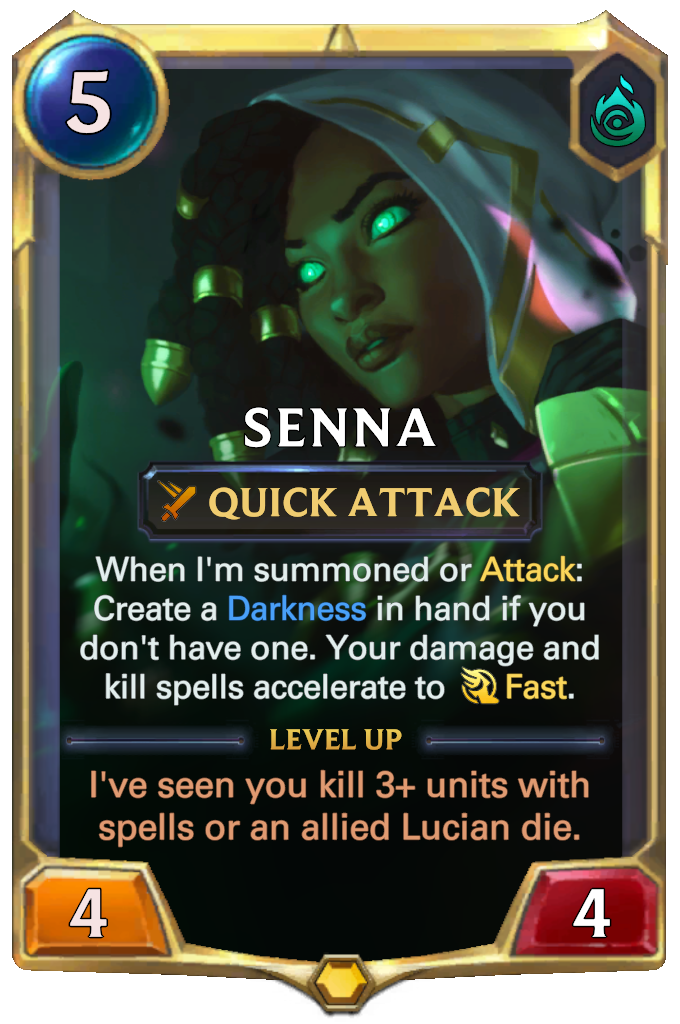 5
SENNA
QUICK ATTACK
When I'm summoned or Attack:
Create a Darkness in hand if you
don't have one. Your damage and
kill spells accelerate to Fast.
LEVEL UP
I've seen you kill 3+ units with
spells or an allied Lucian die.
4
4